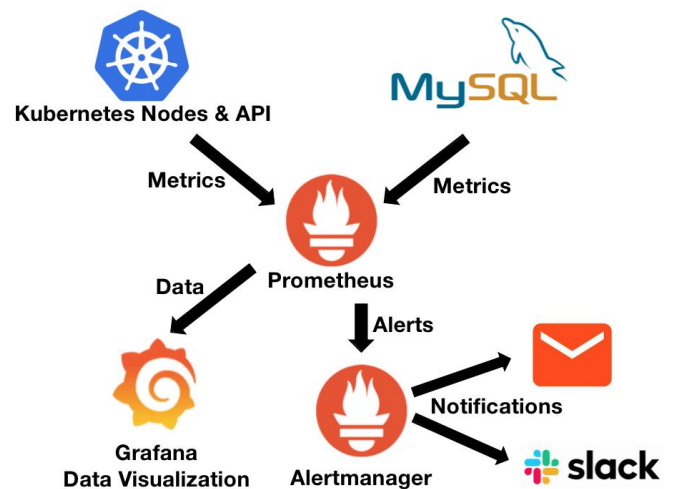 Kubernetes Nodes & API
MySQL
Metrics
Metrics
Prometheus
Data
Alerts
Notifications
Grafana
Data Visualization
Alertmanager
slack